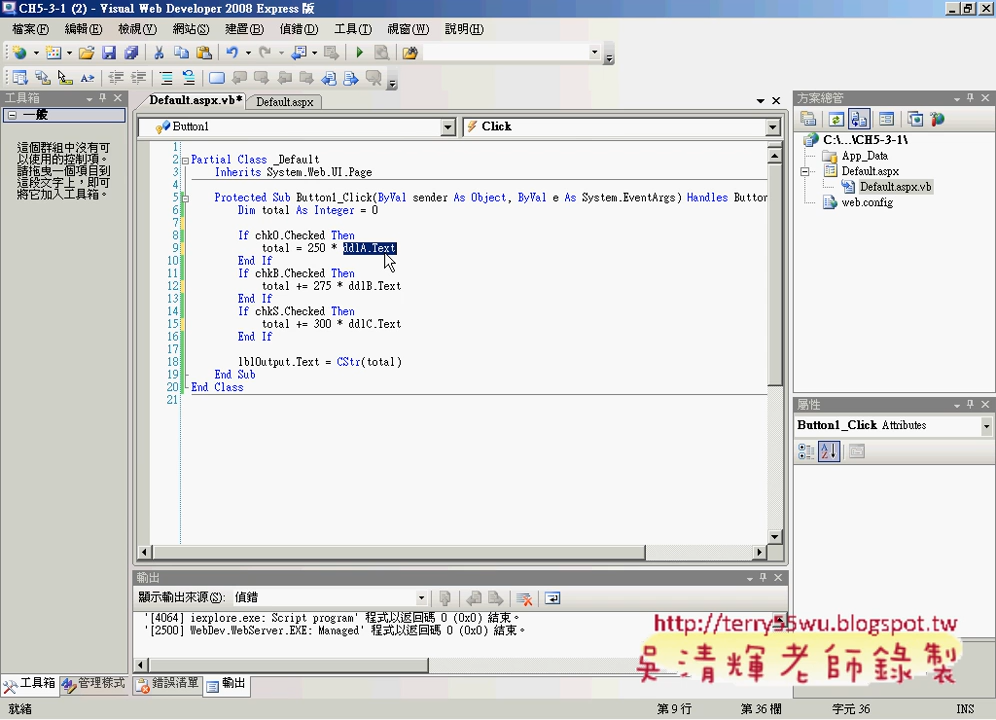 CH5-3-1 (2) - Visual Web Developer 2008 Express 版
檔案(F) 編輯(E) 檢視(V) 網站(S) 建置(B) 偵錯(D) 工具(T) 視窗(W) 說明(H)
工具箱
一般
這個群組中沒有可
以使用的控制項。
請拖曳一個項目到
這段文字上，即可
將它加入工具箱。
Default.aspx.vb* Default.aspx
Button1 Click
1
2 Partial Class _Default
3 Inherits System.Web.UI.Page
4
5 Protected Sub Button1_Click(ByVal sender As Object, ByVal e As System.EventArgs) Handles Button
6 Dim total As Integer = 0
7
8 If chkO.Checked Then
9 total = 250 * ddlA.Text
10 End If
11 If chkB.Checked Then
12 total += 275 * ddlB.Text
13 End If
14 If chkS.Checked Then
15 total += 300 * ddlC.Text
16 End If
17
18 lblOutput.Text = CStr(total)
19 End Sub
20 End Class
21
方案總管
C:\...\CH5-3-1\
App_Data
Default.aspx
Default.aspx.vb
web.config
屬性
Button1_Click Attributes
輸出
顯示輸出來源(S): 偵錯
'[4064] iexplore.exe: Script program' 程式以返回碼 0 (0x0) 結束。
'[2500] WebDev.WebServer.EXE: Managed' 程式以返回碼 0 (0x0) 結束。
http://terry55wu.blogspot.tw
吳清輝老師錄製
工具箱 管理樣式 錯誤清單 輸出
就緒 第 9 行 第 36 欄 字元 36 INS